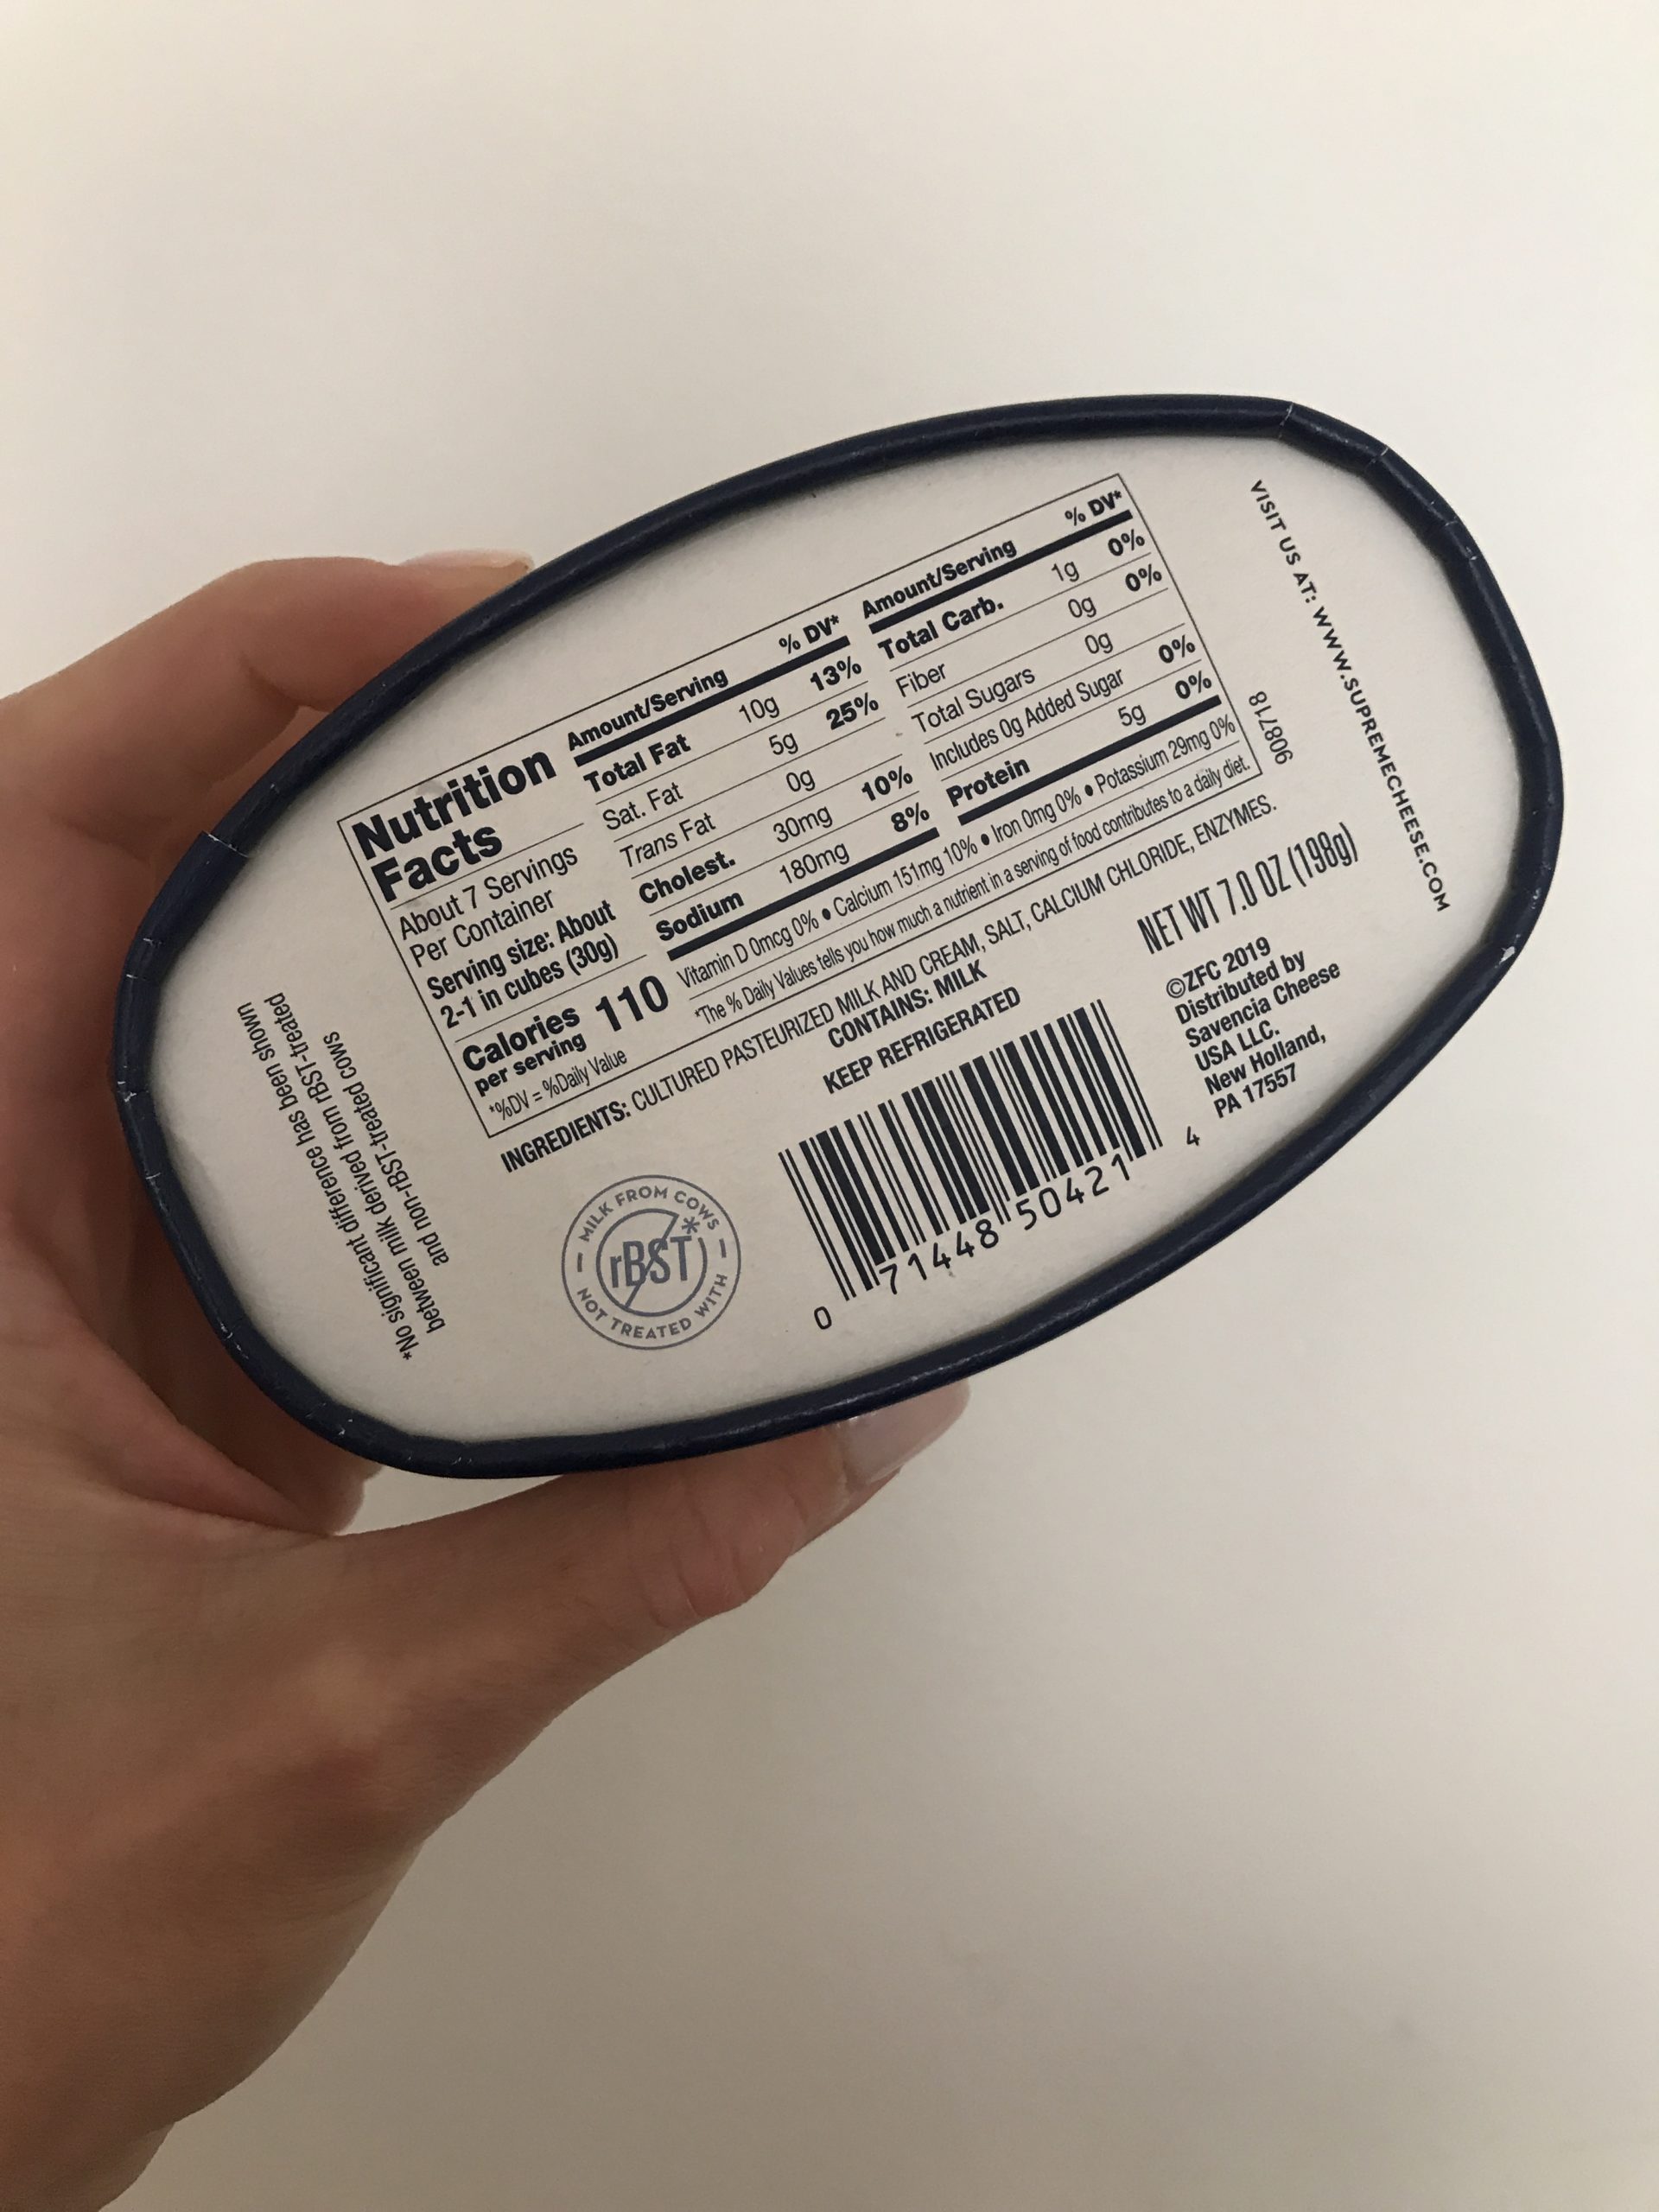 Nutrition
Facts
About 7 Servings
Per Container
Serving size: About
2-1 in cubes (30g)
Calories 110
per serving
*%DV = %Daily Value
Amount/Serving % DV*
Total Fat 10g 13%
Sat. Fat 5g 25%
Trans Fat 0g
Cholest. 30mg 10%
Sodium 180mg 8%
Amount/Serving % DV*
Total Carb. 1g 0%
Fiber 0g 0%
Total Sugars 0g
Includes 0g Added Sugar 0%
Protein 5g 0%
Vitamin D 0mcg 0% • Calcium 151mg 10% • Iron 0mg 0% • Potassium 29mg 0%
*The % Daily Values tells you how much a nutrient in a serving of food contributes to a daily diet.
INGREDIENTS: CULTURED PASTEURIZED MILK AND CREAM, SALT, CALCIUM CHLORIDE, ENZYMES.
CONTAINS: MILK
KEEP REFRIGERATED
908718
VISIT US AT: WWW.SUPREMECHEESE.COM
*No significant difference has been shown
between milk derived from rBST-treated
and non-rBST-treated cows
MILK FROM COWS
rBST*
NOT TREATED WITH
0 71448 50421 4
NET WT 7.0 OZ (198g)
©ZFC 2019
Distributed by
Savencia Cheese
USA LLC.
New Holland,
PA 17557